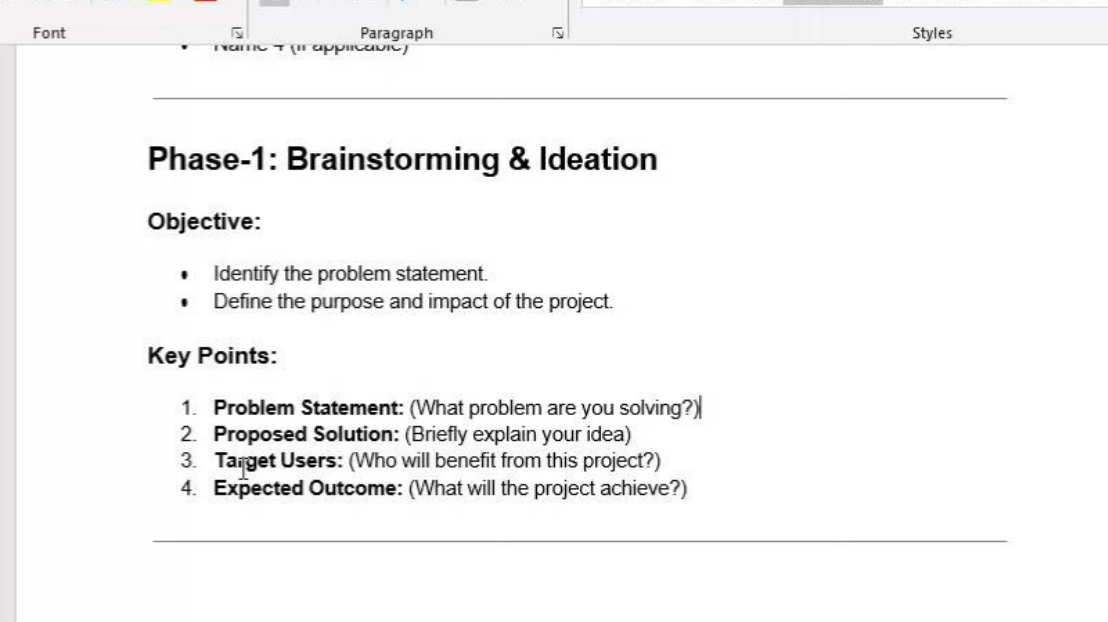 Font
Paragraph
Styles
Name 4 (if applicable)
Phase-1: Brainstorming & Ideation
Objective:
• Identify the problem statement.
• Define the purpose and impact of the project.
Key Points:
1. Problem Statement: (What problem are you solving?)
2. Proposed Solution: (Briefly explain your idea)
3. Target Users: (Who will benefit from this project?)
4. Expected Outcome: (What will the project achieve?)